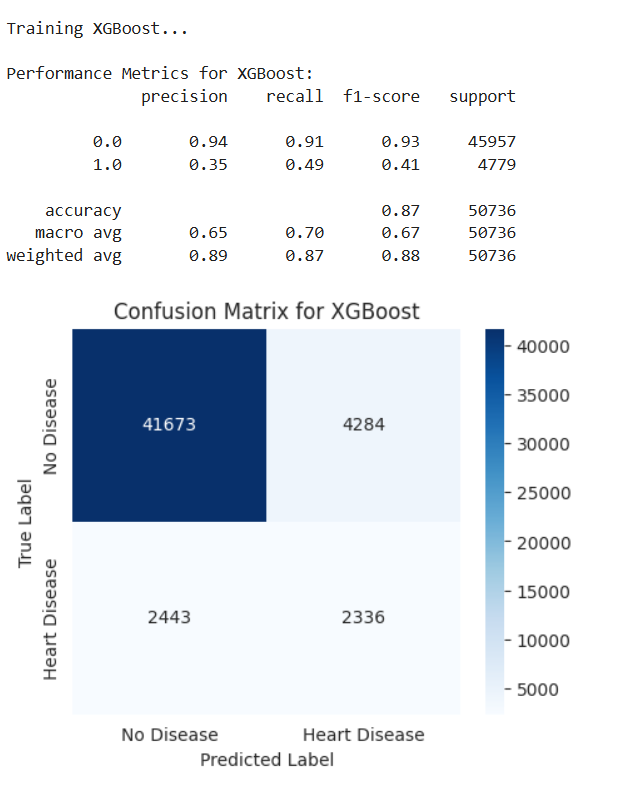 Training XGBoost...
Performance Metrics for XGBoost:
precision recall f1-score support
0.0 0.94 0.91 0.93 45957
1.0 0.35 0.49 0.41 4779
accuracy 0.87 50736
macro avg 0.65 0.70 0.67 50736
weighted avg 0.89 0.87 0.88 50736
Confusion Matrix for XGBoost
True Label
No Disease
Heart Disease
41673 4284
2443 2336
No Disease Heart Disease
Predicted Label
40000
35000
30000
25000
20000
15000
10000
5000